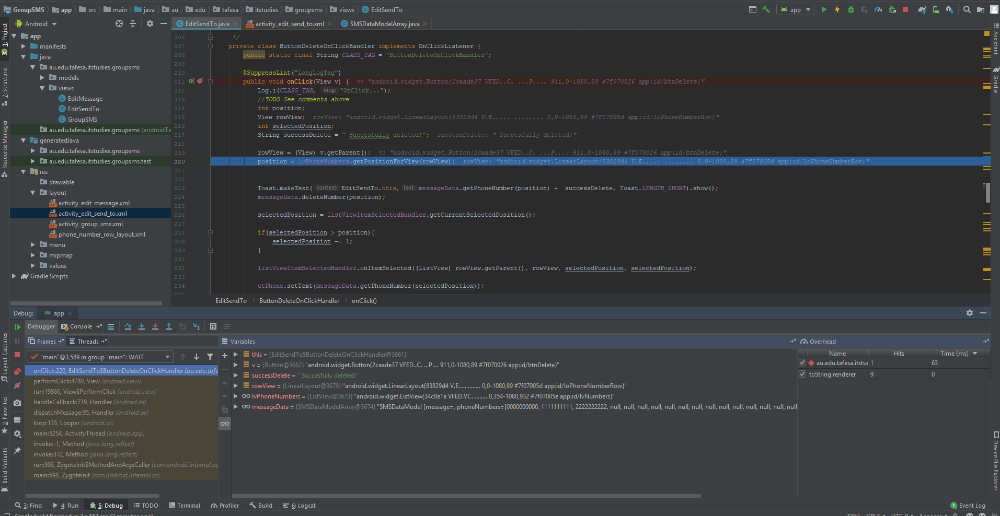 GroupSMS app src main java au edu tafesa itstudies groupsms views EditSendTo app
Android EditSendTo.java activity_edit_send_to.xml SMSDataModelArray.java
1: Project
7: Structure
Resource Manager
Layout Captures
2: Favorites
Build Variants
app
manifests
java
au.edu.tafesa.itstudies.groupsms
models
views
EditMessage
EditSendTo
GroupSMS
au.edu.tafesa.itstudies.groupsms (androidTe
generatedJava
au.edu.tafesa.itstudies.groupsms
au.edu.tafesa.itstudies.groupsms.test
res
drawable
layout
activity_edit_message.xml
activity_edit_send_to.xml
activity_group_sms.xml
phone_number_row_layout.xml
menu
mipmap
values
Gradle Scripts
206 */
207 private class ButtonDeleteOnClickHandler implements OnClickListener {
208 public static final String CLASS_TAG = "ButtonDeleteOnClickHandler";
209
210 @SuppressLint("LongLogTag")
211 public void onClick(View v) { v: "android.widget.Button{2caade37 VFED..C. ...P.... 911,0-1080,89 #7f070026 app:id/btnDelete}"
212 Log.i(CLASS_TAG, msg: "OnClick...");
213 //TODO See comments above
214 int position;
215 View rowView; rowView: "android.widget.LinearLayout{83829d4 V.E..... ........ 0,0-1080,89 #7f07005d app:id/loPhoneNumberRow}"
216 int selectedPosition;
217 String successDelete = " Succesfully deleted!"; successDelete: " Succesfully deleted!"
218
219 rowView = (View) v.getParent(); v: "android.widget.Button{2caade37 VFED..C. ...P.... 911,0-1080,89 #7f070026 app:id/btnDelete}"
220 position = lvPhoneNumbers.getPositionForView(rowView); rowView: "android.widget.LinearLayout{83829d4 V.E..... ........ 0,0-1080,89 #7f07005d app:id/loPhoneNumberRow}"
221
223 Toast.makeText( context: EditSendTo.this, text: messageData.getPhoneNumber(position) + successDelete, Toast.LENGTH_SHORT).show();
224 messageData.deleteNumber(position);
225
226 selectedPosition = listViewItemSelectedHandler.getCurrentSelectedPosition();
227
228 if(selectedPosition > position){
229 selectedPosition -= 1;
230 }
231
232 listViewItemSelectedHandler.onItemSelected((ListView) rowView.getParent(), rowView, selectedPosition, selectedPosition);
233
234 etPhone.setText(messageData.getPhoneNumber(selectedPosition));
EditSendTo ButtonDeleteOnClickHandler onClick()
Assistant
Gradle
Device File Explorer
Debug: app
Debugger Console
Frames Threads Variables Overhead
"main"@3,589 in group "main": WAIT
onClick:220, EditSendTo$ButtonDeleteOnClickHandler (au.edu.tafe
performClick:4780, View (android.view)
run:19866, View$PerformClick (android.view)
handleCallback:739, Handler (android.os)
dispatchMessage:95, Handler (android.os)
loop:135, Looper (android.os)
main:5254, ActivityThread (android.app)
invoke:-1, Method (java.lang.reflect)
invoke:372, Method (java.lang.reflect)
run:903, ZygoteInit$MethodAndArgsCaller (com.android.internal.os
main:698, ZygoteInit (com.android.internal.os)
this = {EditSendTo$ButtonDeleteOnClickHandler@3661}
v = {Button@3662} "android.widget.Button{2caade37 VFED..C. ...P.... 911,0-1080,89 #7f070026 app:id/btnDelete}"
successDelete = " Succesfully deleted!"
rowView = {LinearLayout@3679} "android.widget.LinearLayout{83829d4 V.E..... ........ 0,0-1080,89 #7f07005d app:id/loPhoneNumberRow}"
lvPhoneNumbers = {ListView@3673} "android.widget.ListView{34c8e1a VFED.VC. ........ 0,354-1080,932 #7f07005e app:id/lvNumbers}"
messageData = {SMSDataModelArray@3674} "SMSDataModel [message=, phoneNumbers=[0000000000, 1111111111, 2222222222, null, null, null, null, null, null, null, null, null, null, null, null, null, null
Name Hits Time (ms)
au.edu.tafesa.itstu 1 63
toString renderer 9 0
3: Find 4: Run 5: Debug TODO Terminal Profiler Build 6: Logcat 1 Event Log
Gradle build finished in 7 s 167 ms (2 minutes ago) 220:1 CRLF UTF-8 4 spaces